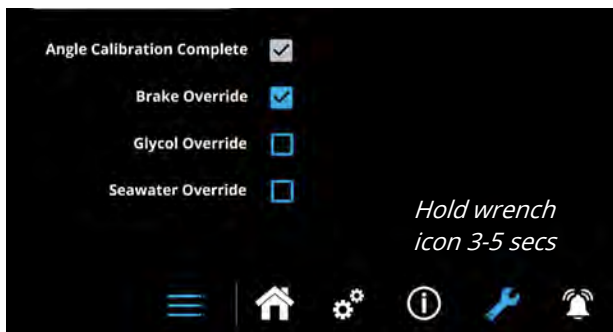 Angle Calibration Complete
Brake Override
Glycol Override
Seawater Override
Hold wrench
icon 3-5 secs